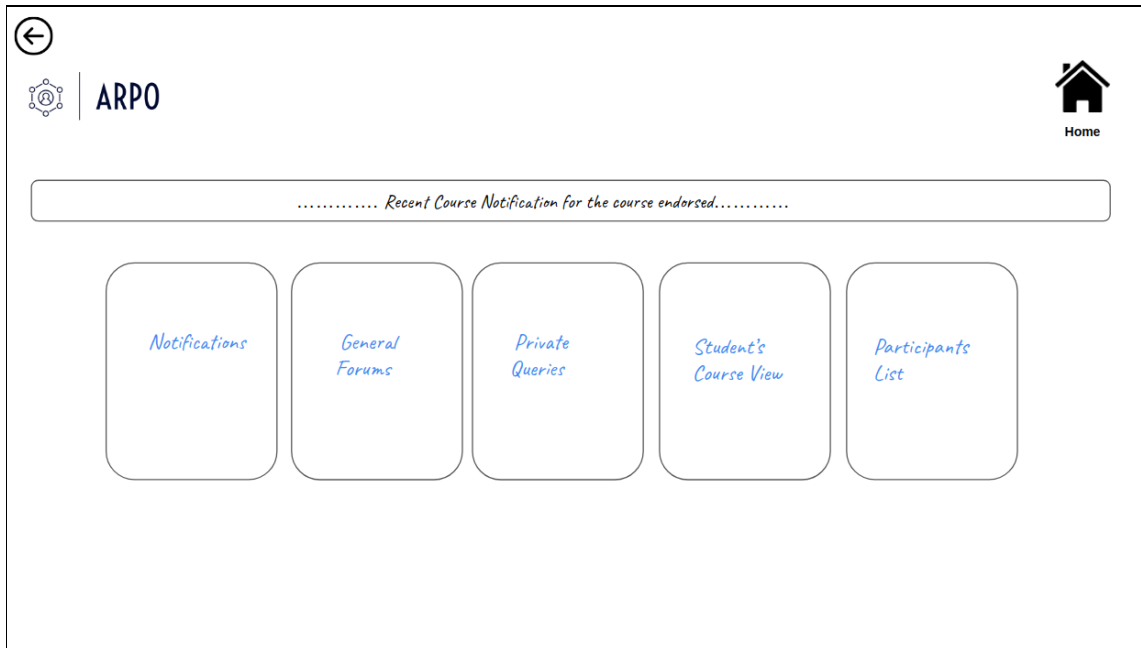 ARPO
Home
............. Recent Course Notification for the course endorsed............
Notifications
General
Forums
Private
Queries
Student's
Course View
Participants
List